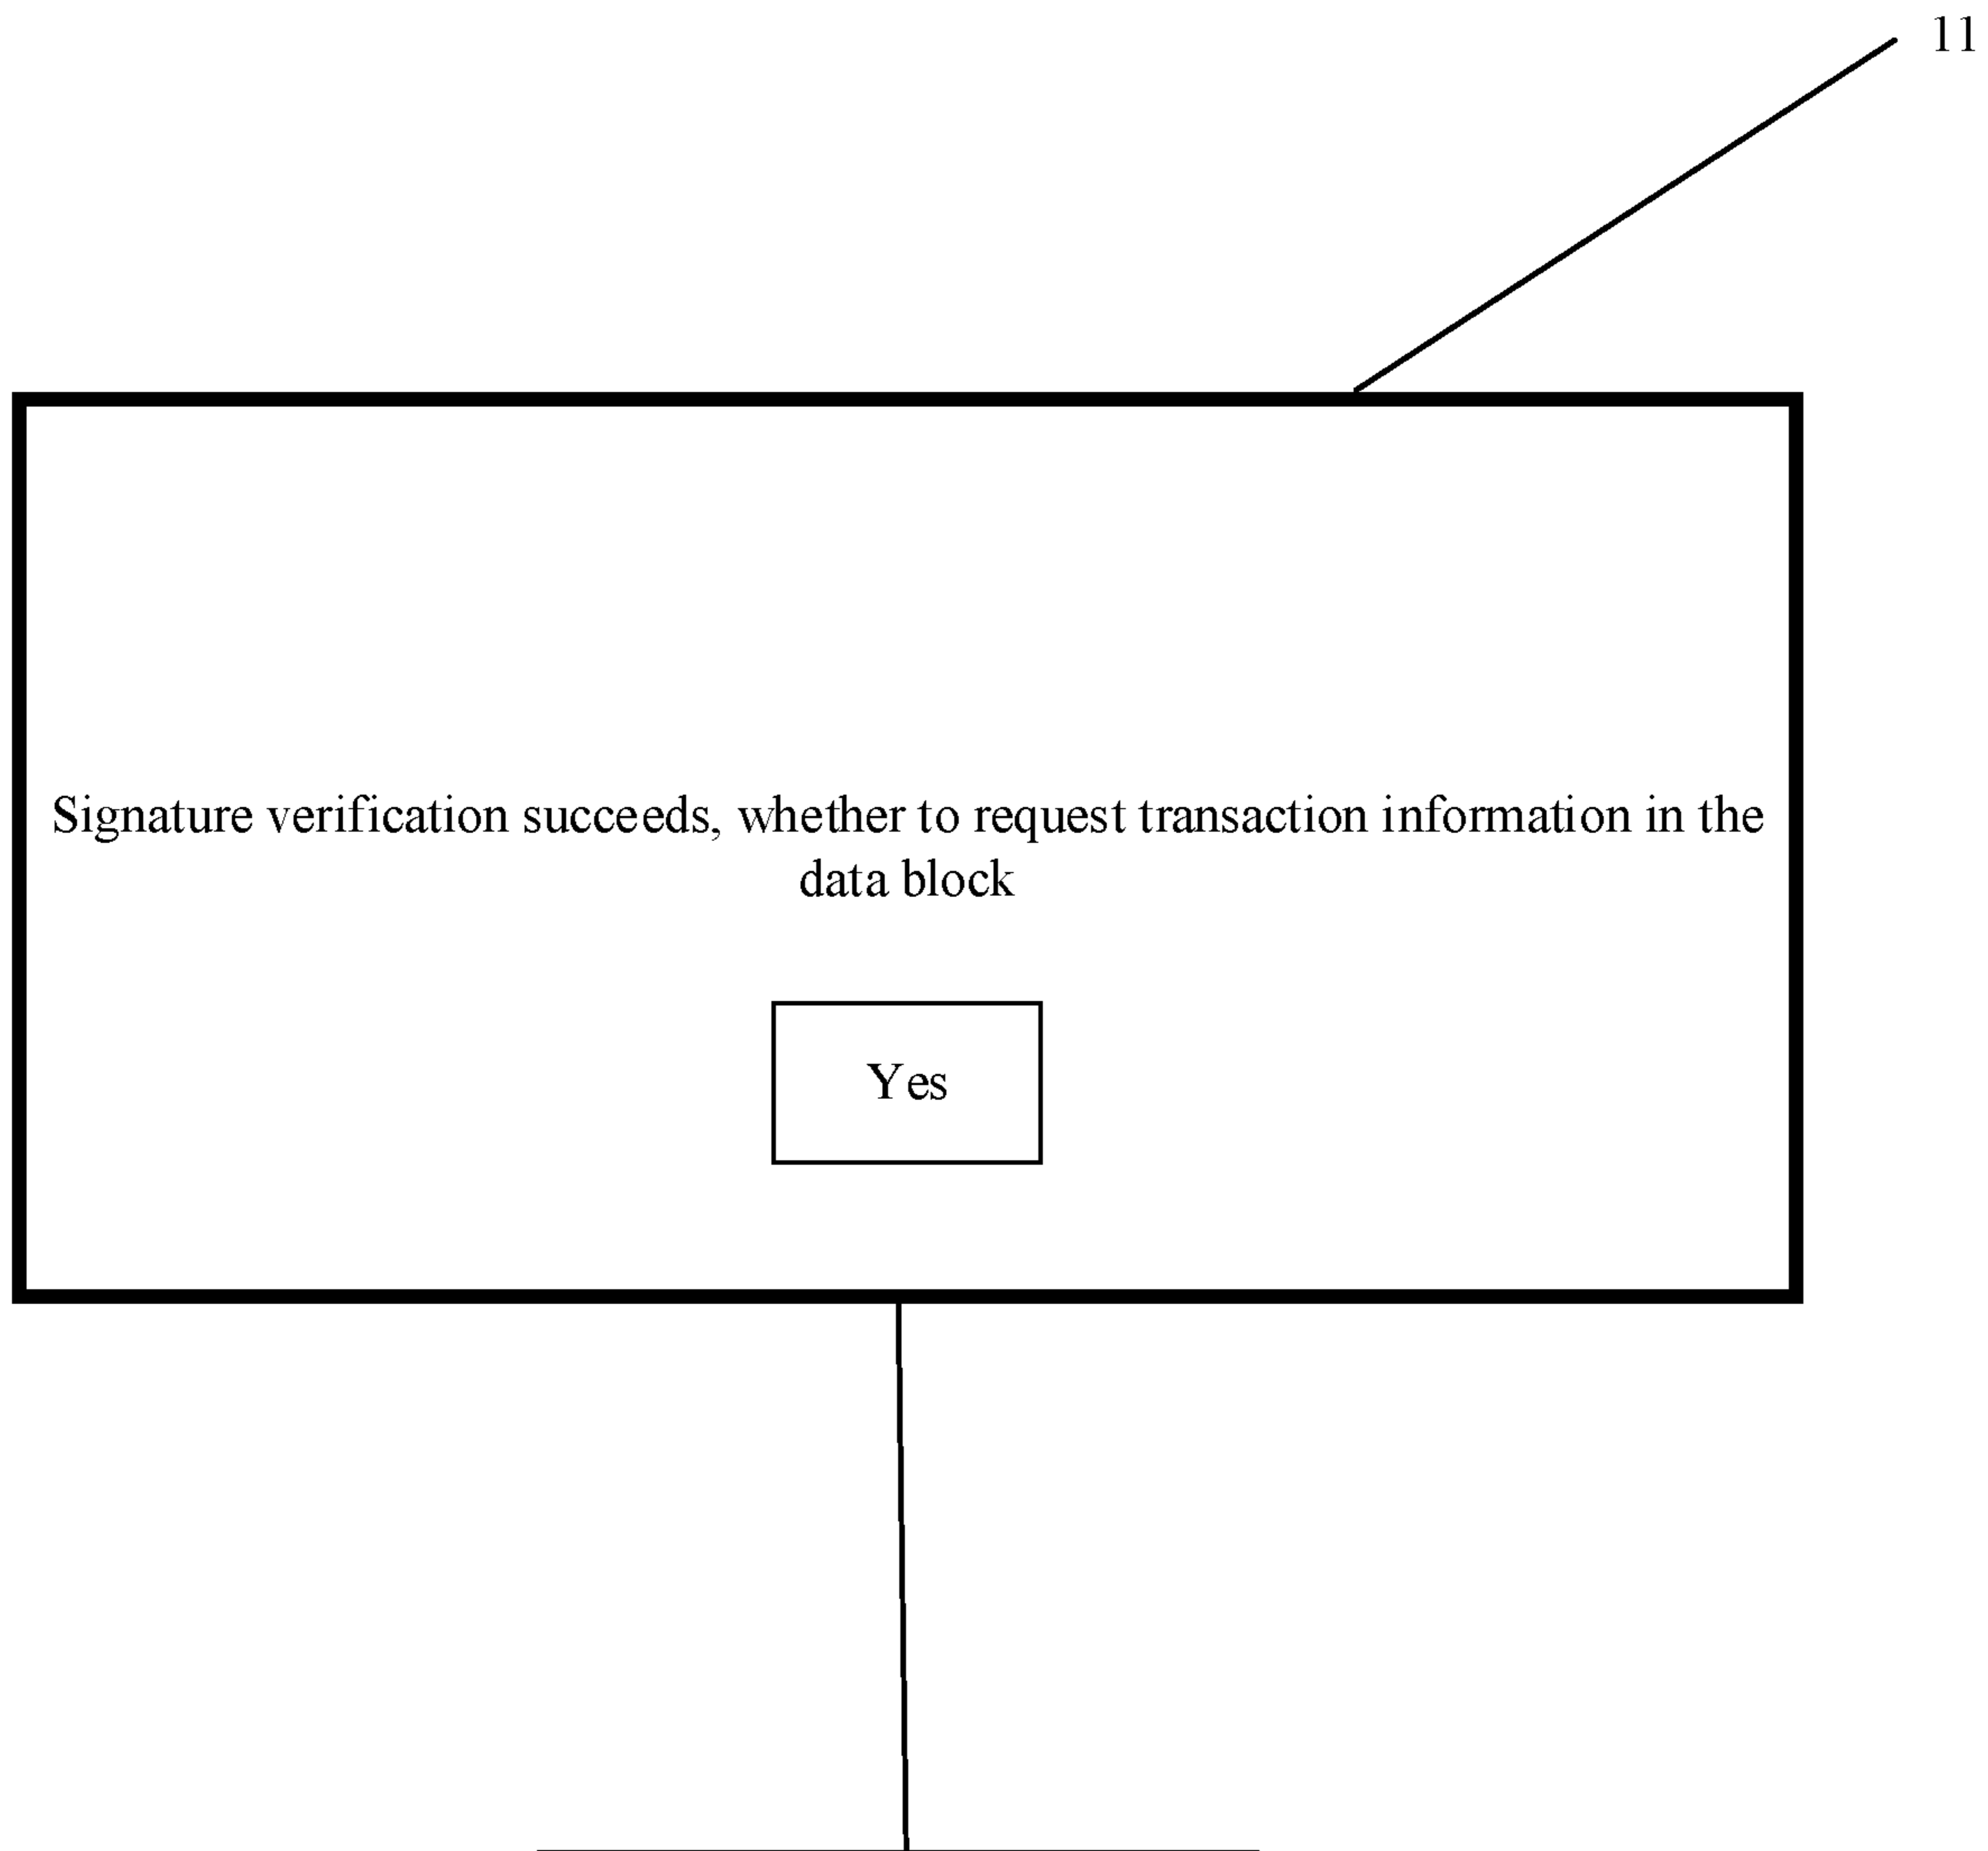 11
Signature verification succeeds, whether to request transaction information in the
data block
Yes